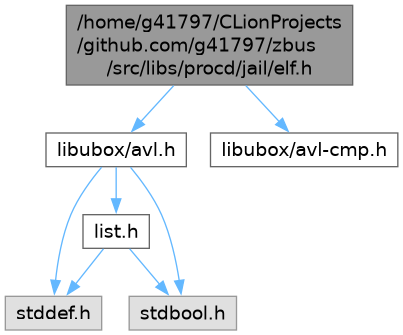 /home/g41797/CLionProjects
/github.com/g41797/zbus
/src/libs/procd/jail/elf.h
libubox/avl.h
libubox/avl-cmp.h
list.h
stddef.h
stdbool.h